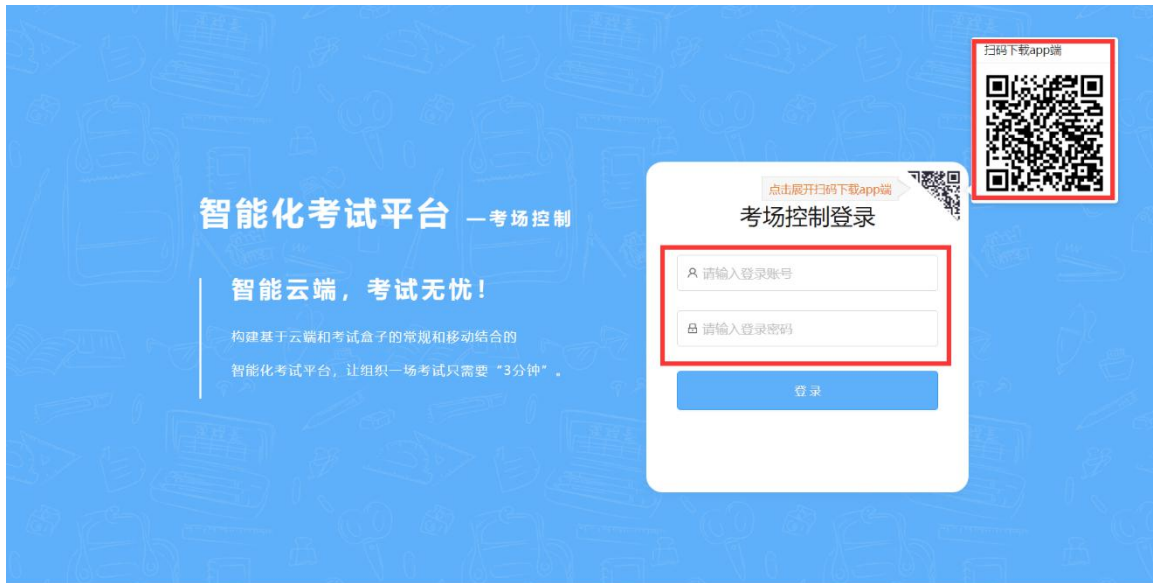 扫码下载app端
点击展开扫码下载app端
考场控制登录
智能化考试平台 —考场控制
请输入登录账号
智能云端，考试无忧！
请输入登录密码
构建基于云端和考试盒子的常规和移动结合的
智能化考试平台，让组织一场考试只需要“3分钟”。
登录